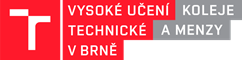 VYSOKÉ UČENÍ KOLEJE
TECHNICKÉ A MENZY
V BRNĚ